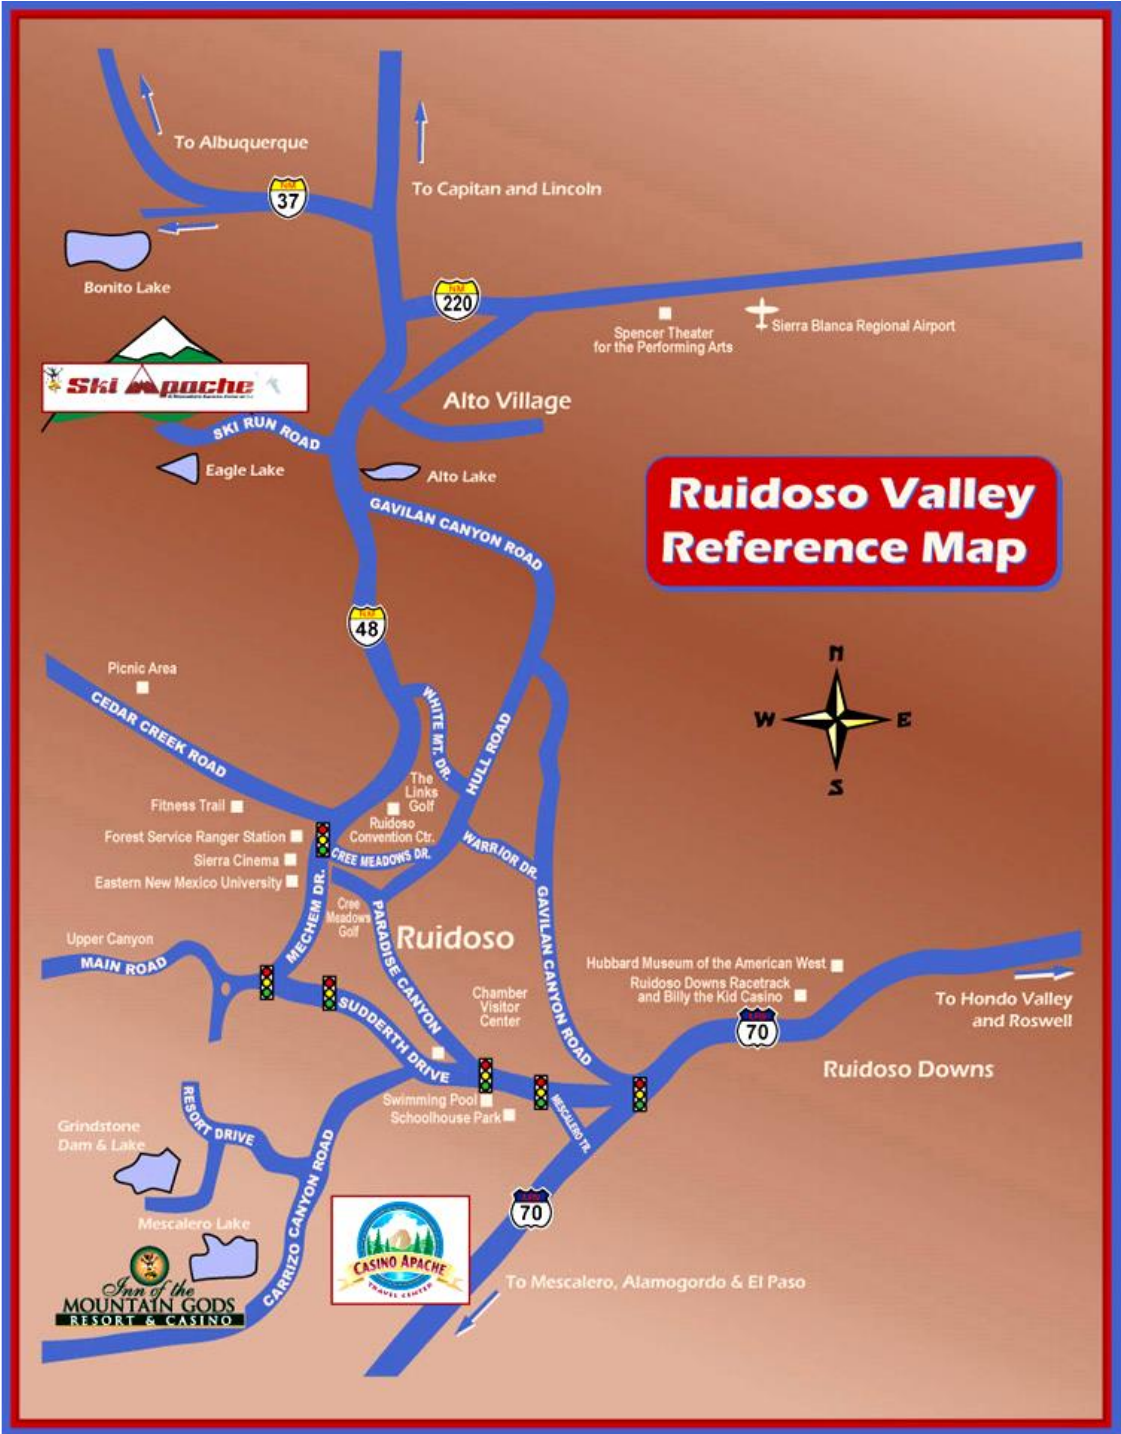 To Albuquerque
NM
37
To Capitan and Lincoln
Bonito Lake
NM
220
Spencer Theater
for the Performing Arts
Sierra Blanca Regional Airport
Ski Apache
Alto Village
SKI RUN ROAD
Eagle Lake
Alto Lake
GAVILAN CANYON ROAD
Ruidoso Valley
Reference Map
NM
48
N
W
E
S
Picnic Area
CEDAR CREEK ROAD
WHITE MT. DR.
HULL ROAD
The
Links
Golf
Fitness Trail
Ruidoso
Convention Ctr.
Forest Service Ranger Station
Sierra Cinema
Eastern New Mexico University
CREE MEADOWS DR.
WARRIOR DR.
MECHEM DR.
Cree
Meadows
Golf
PARADISE CANYON
Ruidoso
GAVILAN CANYON ROAD
Upper Canyon
MAIN ROAD
Hubbard Museum of the American West
Ruidoso Downs Racetrack
and Billy the Kid Casino
Chamber
Visitor
Center
To Hondo Valley
and Roswell
70
SUDDERTH DRIVE
Ruidoso Downs
Swimming Pool
Schoolhouse Park
MESCALERO TR.
RESORT DRIVE
Grindstone
Dam & Lake
CARRIZO CANYON ROAD
70
Mescalero Lake
CASINO APACHE
TRAVEL CENTER
Inn of the
MOUNTAIN GODS
RESORT & CASINO
To Mescalero, Alamogordo & El Paso